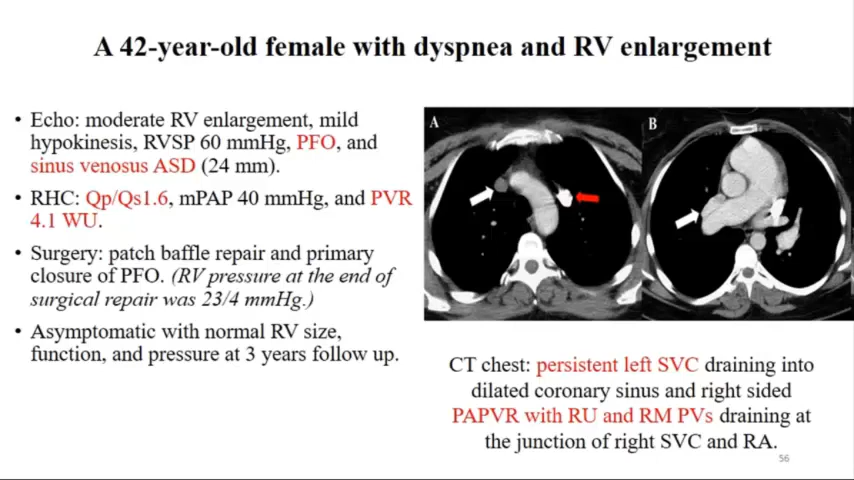 A 42-year-old female with dyspnea and RV enlargement
• Echo: moderate RV enlargement, mild
hypokinesis, RVSP 60 mmHg, PFO, and
sinus venosus ASD (24 mm).
• RHC: Qp/Qs1.6, mPAP 40 mmHg, and PVR
4.1 WU.
• Surgery: patch baffle repair and primary
closure of PFO. (RV pressure at the end of
surgical repair was 23/4 mmHg.)
• Asymptomatic with normal RV size,
function, and pressure at 3 years follow up.
A
B
CT chest: persistent left SVC draining into
dilated coronary sinus and right sided
PAPVR with RU and RM PVs draining at
the junction of right SVC and RA.
56